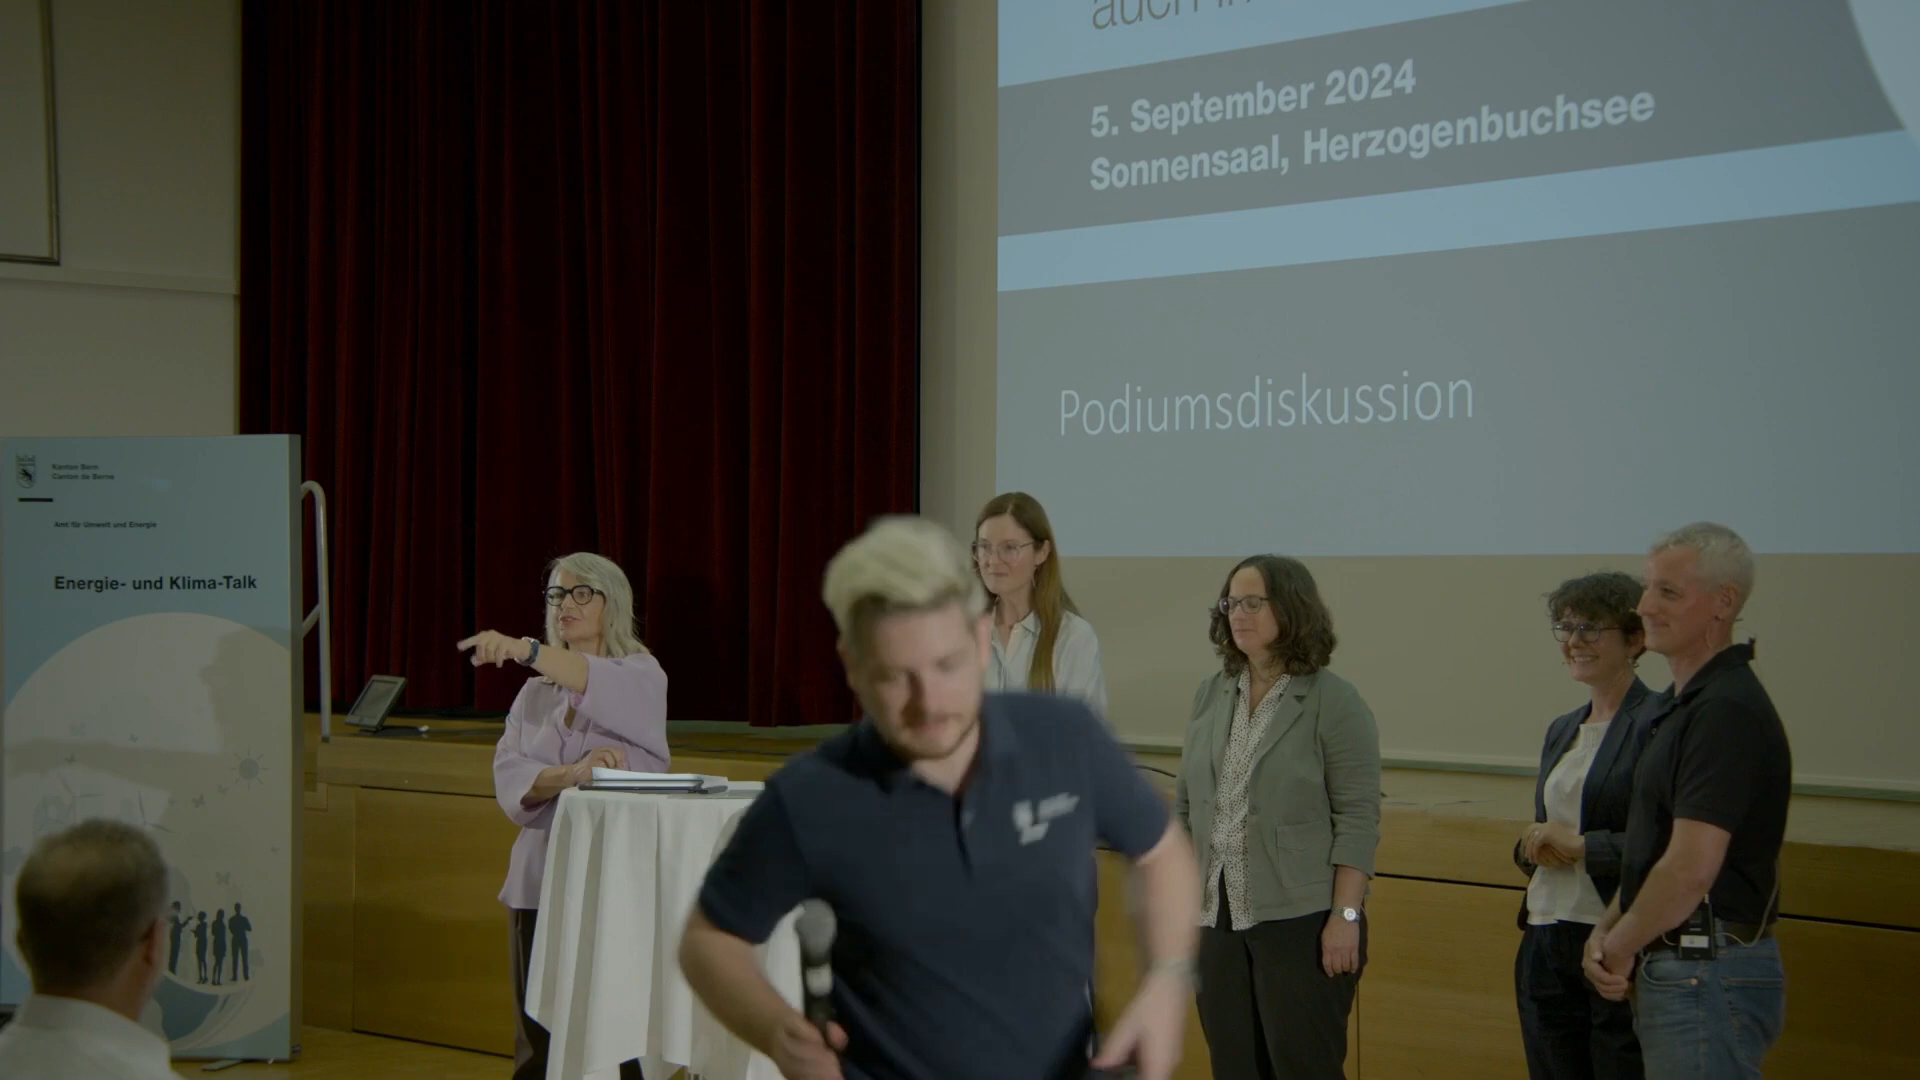 5. September 2024
Sonnensaal, Herzogenbuchsee
Podiumsdiskussion
Kanton Bern
Canton de Berne
Amt für Umwelt und Energie
Energie- und Klima-Talk